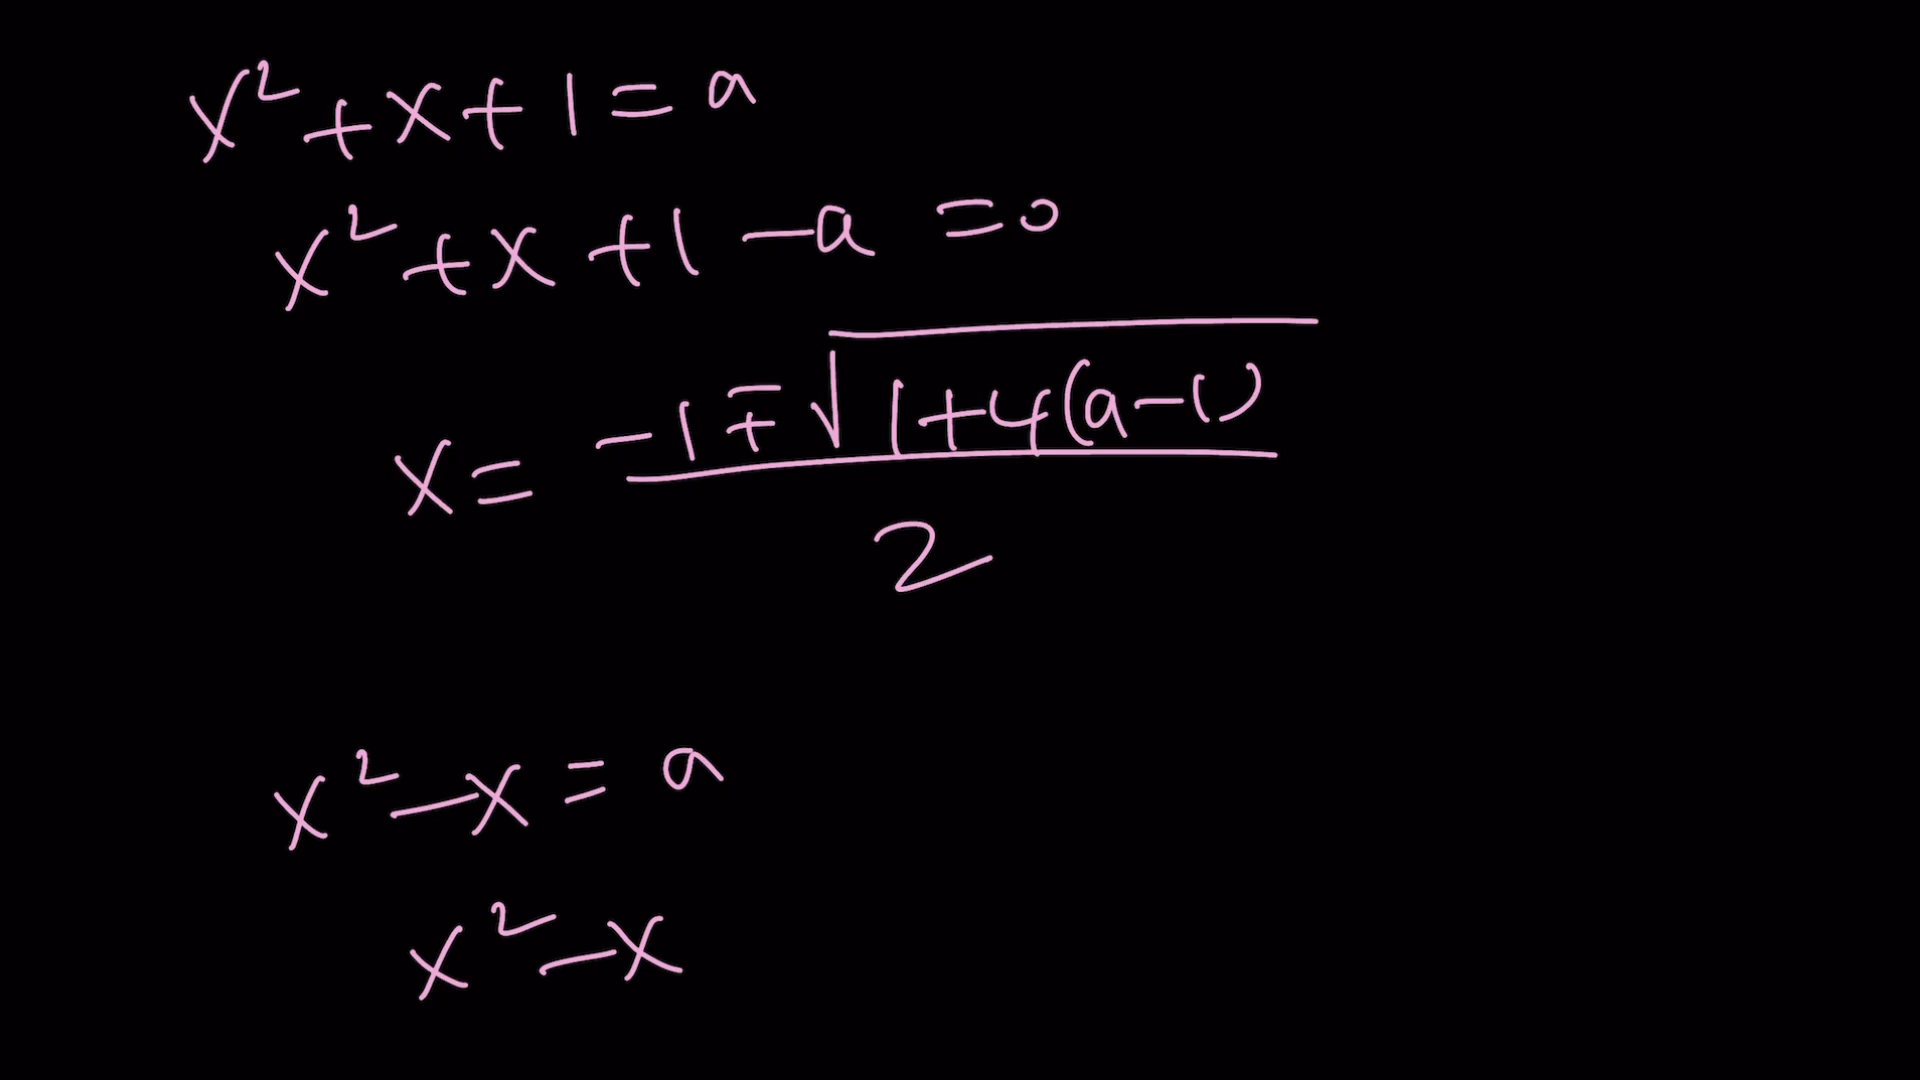 x² + x + 1 = a
x² + x + 1 - a = 0
x = (-1 ∓ √(1 + 4(a - 1))) / 2
x² - x = a
x² - x